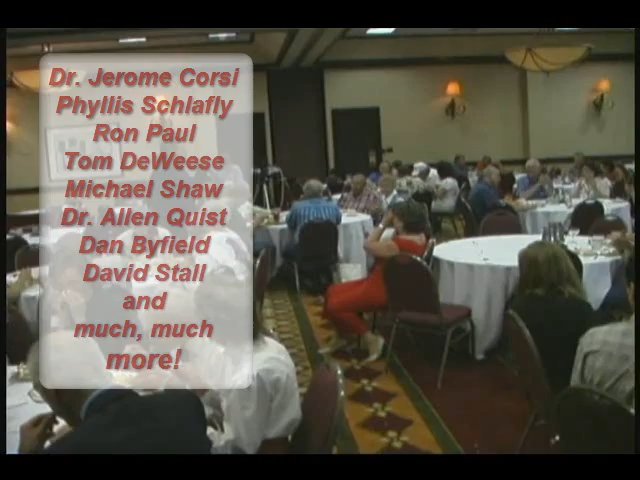 Dr. Jerome Corsi
Phyllis Schlafly
Ron Paul
Tom DeWeese
Michael Shaw
Dr. Allen Quist
Dan Byfield
David Stall
and
much, much
more!